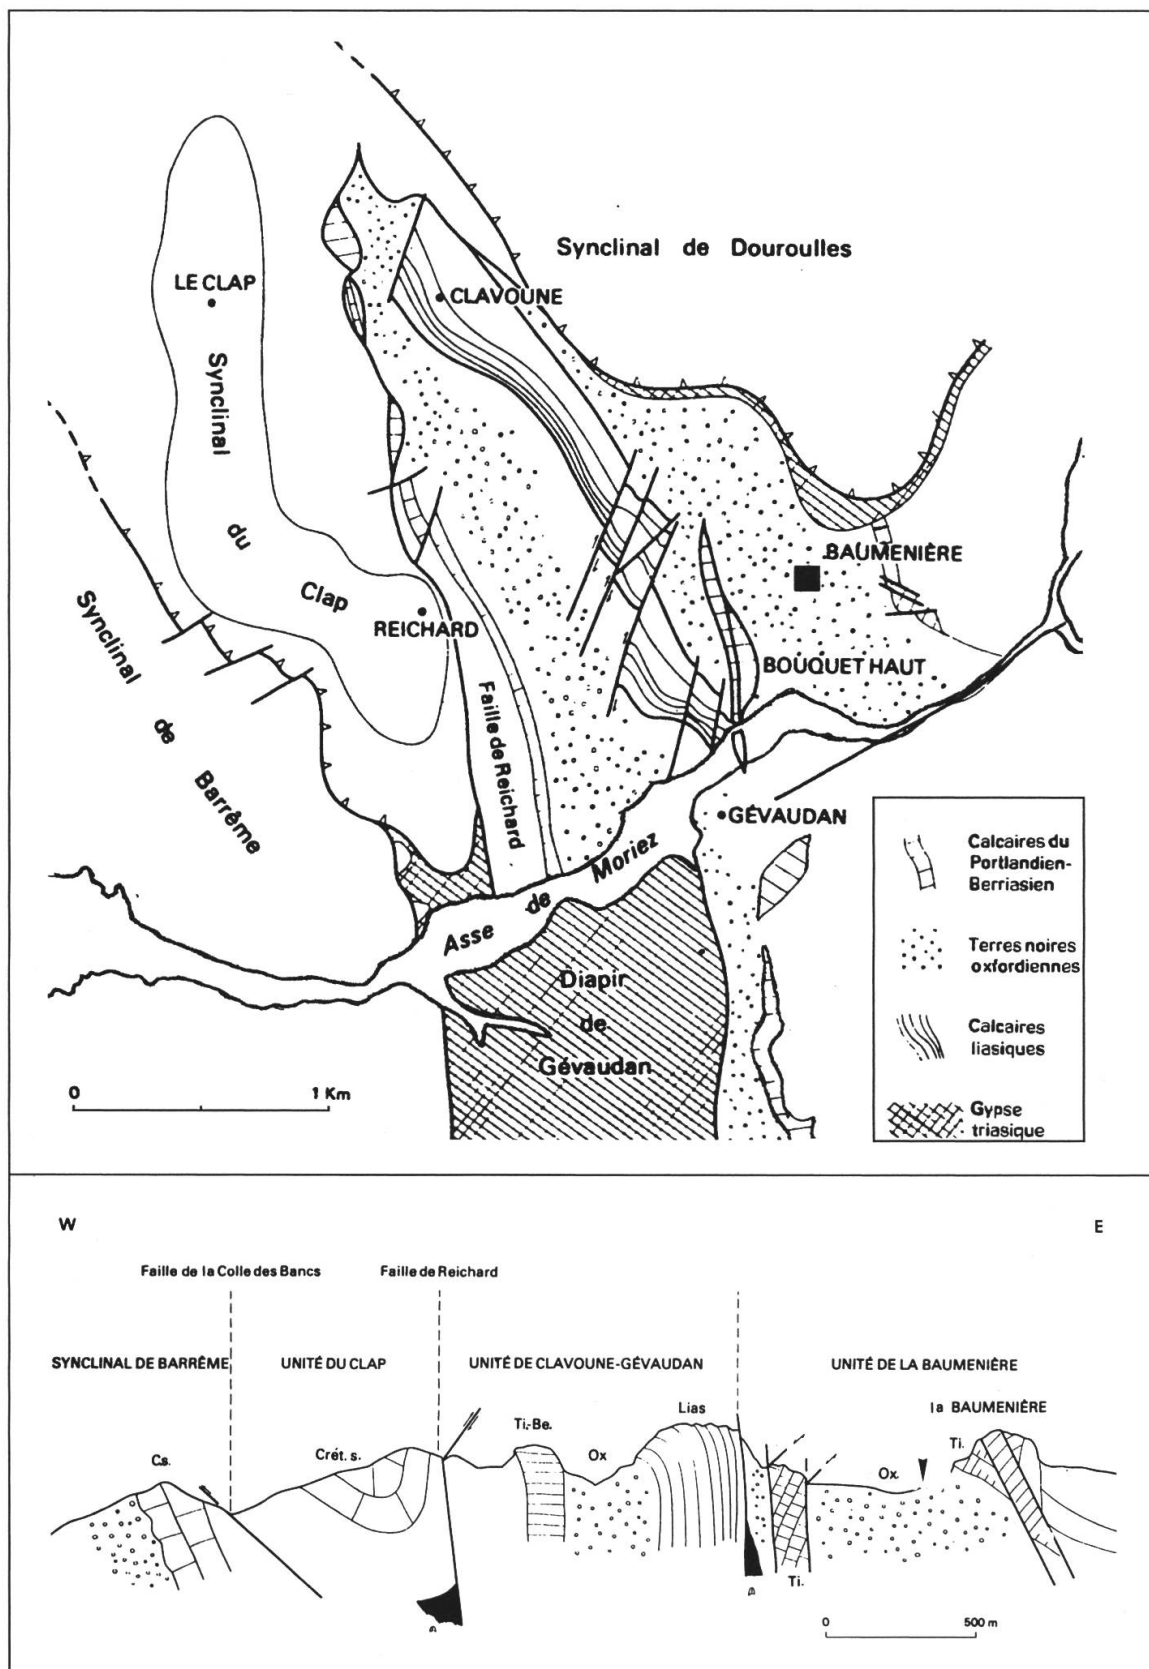 Synclinal de Douroulles
LE CLAP
CLAVOUNE
Synclinal
du
Clap
BAUMENIÈRE
REICHARD
BOUQUET HAUT
Synclinal
de
Barrême
Faille de Reichard
GÉVAUDAN
Asse de Moriez
Diapir
de
Gévaudan
0 1 Km
Calcaires du
Portlandien-
Berriasien
Terres noires
oxfordiennes
Calcaires
liasiques
Gypse
triasique
W E
Faille de la Colle des Bancs Faille de Reichard
SYNCLINAL DE BARRÊME UNITÉ DU CLAP UNITÉ DE CLAVOUNE-GÉVAUDAN UNITÉ DE LA BAUMENIÈRE
la BAUMENIÈRE
Cs. Crét. s. Ti.-Be. Ox Lias Ox. Ti.
Ti.
0 500 m